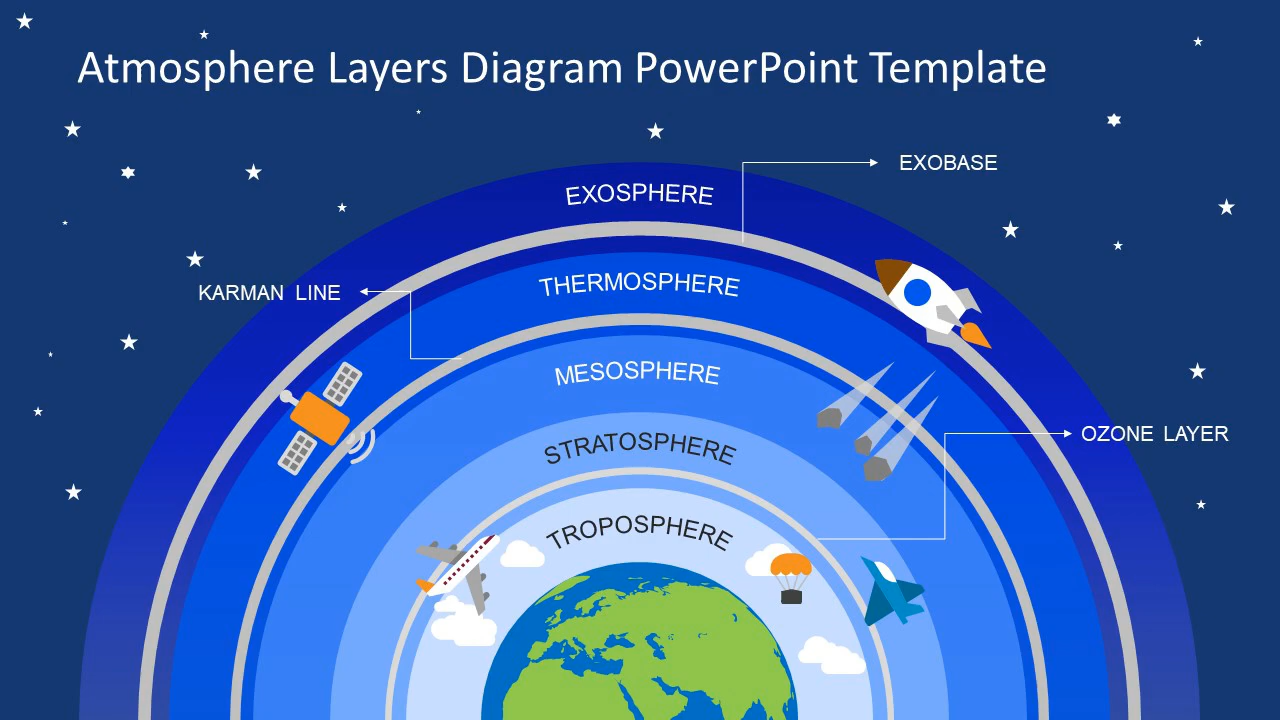 Atmosphere Layers Diagram PowerPoint Template
EXOBASE
EXOSPHERE
THERMOSPHERE
KARMAN LINE
MESOSPHERE
OZONE LAYER
STRATOSPHERE
TROPOSPHERE